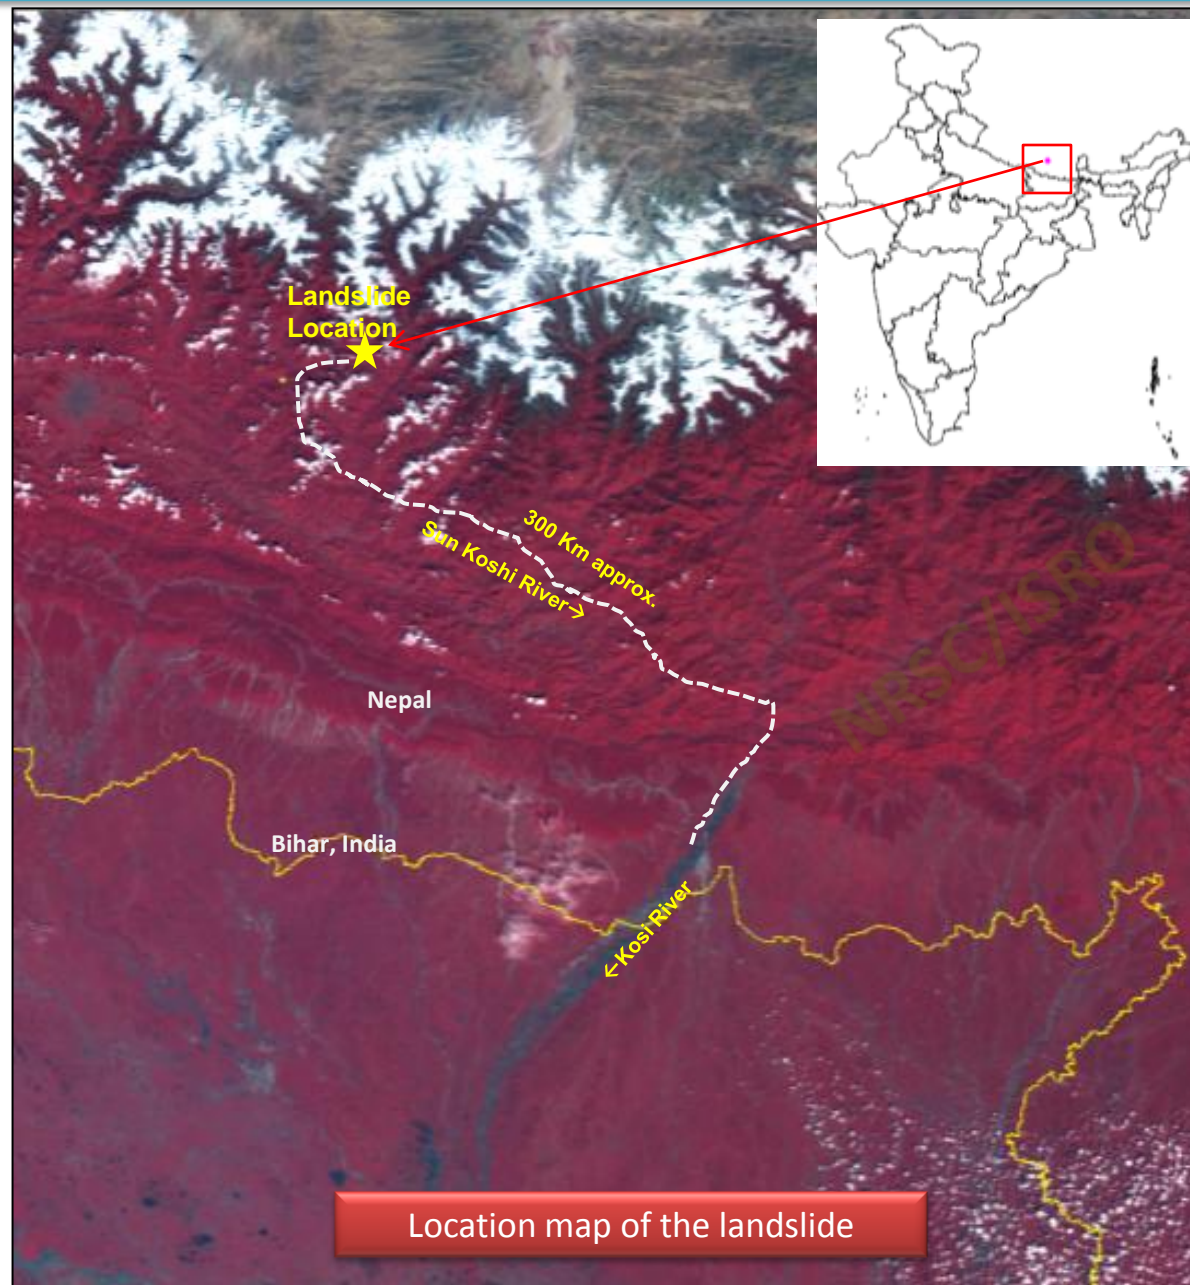 Landslide
Location
300 Km approx.
Sun Koshi River→
NRSC/ISRO
Nepal
Bihar, India
←Kosi River
Location map of the landslide